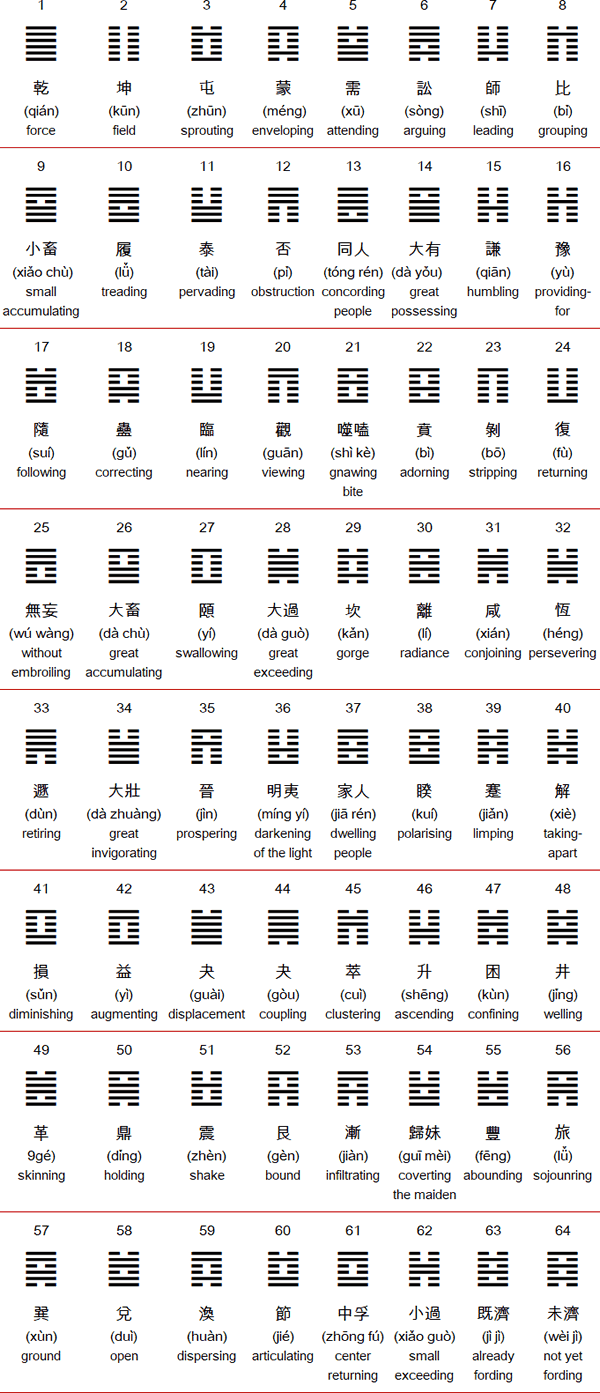 1 2 3 4 5 6 7 8
乾 坤 屯 蒙 需 訟 師 比
(qián) (kūn) (zhūn) (méng) (xū) (sòng) (shī) (bǐ)
force field sprouting enveloping attending arguing leading grouping
9 10 11 12 13 14 15 16
小畜 履 泰 否 同人 大有 謙 豫
(xiǎo chù) (lǚ) (tài) (pǐ) (tóng rén) (dà yǒu) (qiān) (yù)
small treading pervading obstruction concording great humbling providing-
accumulating people possessing for
17 18 19 20 21 22 23 24
隨 蠱 臨 觀 噬嗑 賁 剝 復
(suí) (gǔ) (lín) (guān) (shì kè) (bì) (bō) (fù)
following correcting nearing viewing gnawing adorning stripping returning
bite
25 26 27 28 29 30 31 32
無妄 大畜 頤 大過 坎 離 咸 恆
(wú wàng) (dà chù) (yí) (dà guò) (kǎn) (lí) (xián) (héng)
without great swallowing great gorge radiance conjoining persevering
embroiling accumulating exceeding
33 34 35 36 37 38 39 40
遯 大壯 晉 明夷 家人 睽 蹇 解
(dùn) (dà zhuàng) (jìn) (míng yí) (jiā rén) (kuí) (jiǎn) (xiè)
retiring great prospering darkening dwelling polarising limping taking-
invigorating of the light people apart
41 42 43 44 45 46 47 48
損 益 夬 夬 萃 升 困 井
(sǔn) (yì) (guài) (gòu) (cuì) (shēng) (kùn) (jǐng)
diminishing augmenting displacement coupling clustering ascending confining welling
49 50 51 52 53 54 55 56
革 鼎 震 艮 漸 歸妹 豐 旅
9gé) (dǐng) (zhèn) (gèn) (jiàn) (guī mèi) (fēng) (lǚ)
skinning holding shake bound infiltrating coverting abounding sojourning
the maiden
57 58 59 60 61 62 63 64
巽 兌 渙 節 中孚 小過 既濟 未濟
(xùn) (duì) (huàn) (jié) (zhōng fú) (xiǎo guò) (jì jì) (wèi jì)
ground open dispersing articulating center small already not yet
returning exceeding fording fording